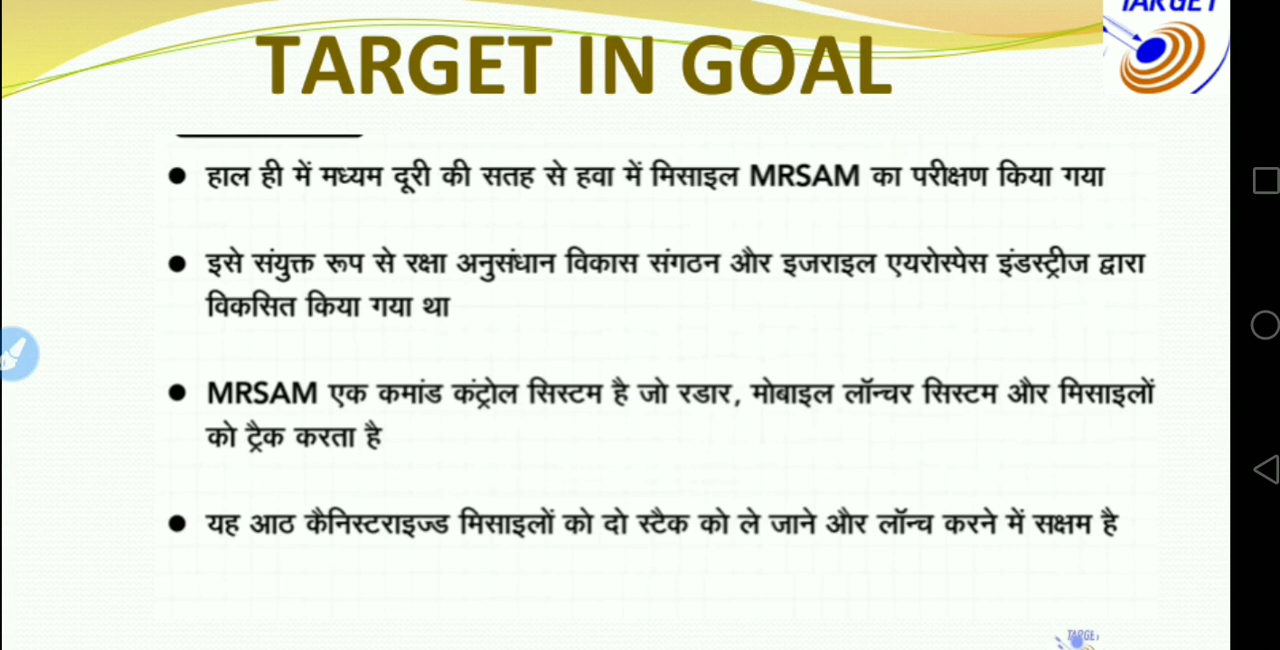 TARGET
TARGET IN GOAL
हाल ही में मध्यम दूरी की सतह से हवा में मिसाइल MRSAM का परीक्षण किया गया
इसे संयुक्त रूप से रक्षा अनुसंधान विकास संगठन और इजराइल एयरोस्पेस इंडस्ट्रीज द्वारा
विकसित किया गया था
MRSAM एक कमांड कंट्रोल सिस्टम है जो रडार, मोबाइल लॉन्चर सिस्टम और मिसाइलों
को ट्रैक करता है
यह आठ कैनिस्टराइज्ड मिसाइलों को दो स्टैक को ले जाने और लॉन्च करने में सक्षम है
TARGET